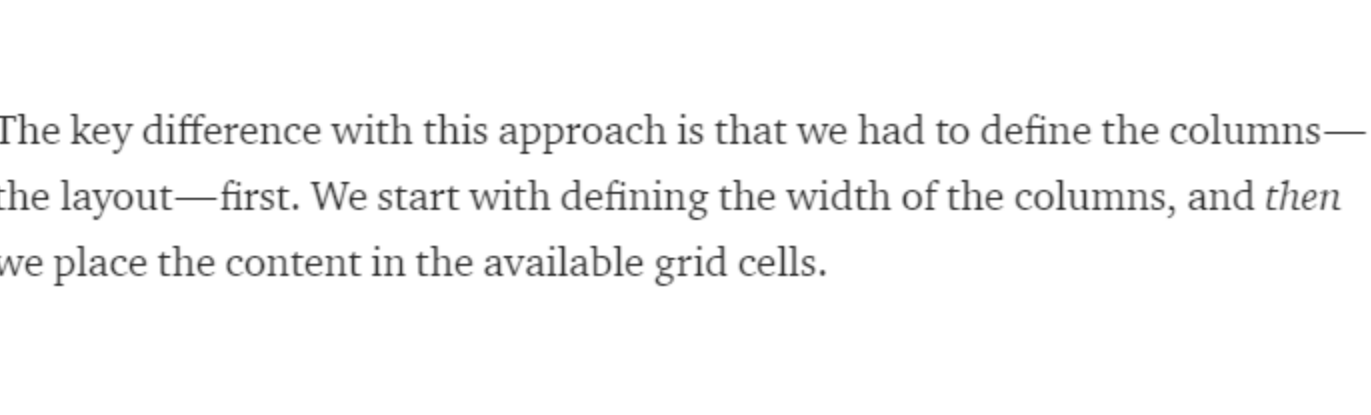 The key difference with this approach is that we had to define the columns—
the layout—first. We start with defining the width of the columns, and then
we place the content in the available grid cells.